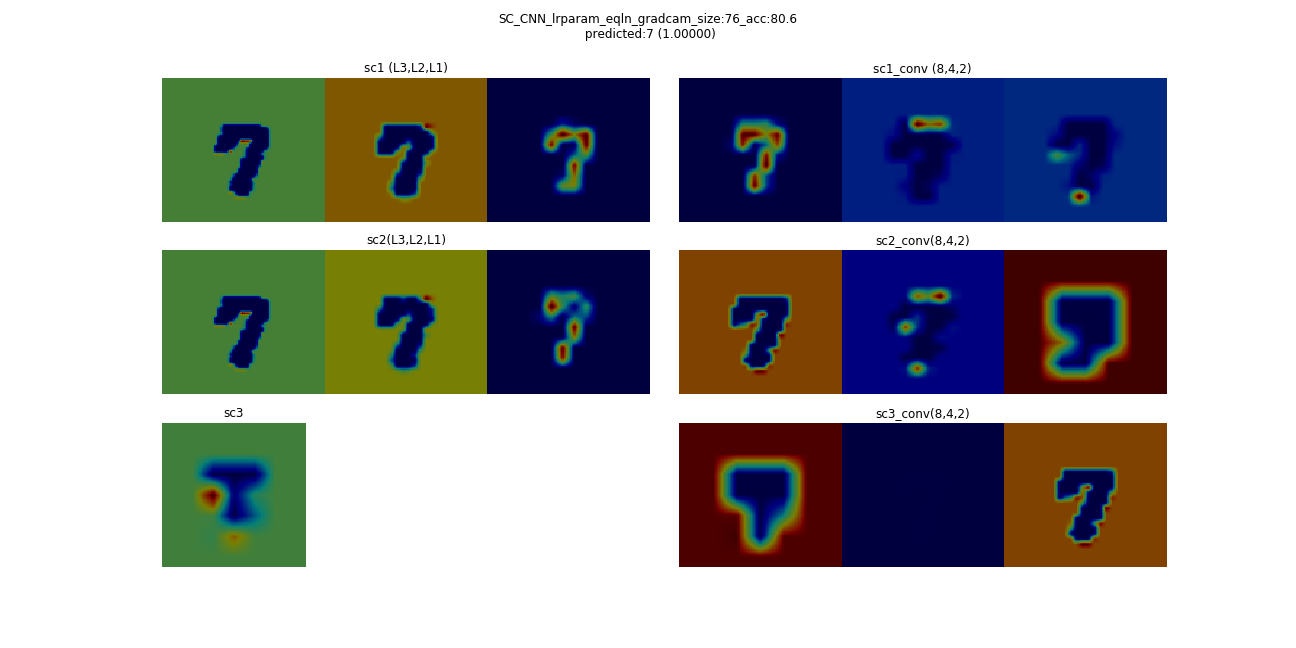 SC_CNN_lrparam_eqln_gradcam_size:76_acc:80.6
predicted:7 (1.00000)
sc1 (L3,L2,L1)
sc1_conv (8,4,2)
sc2(L3,L2,L1)
sc2_conv(8,4,2)
sc3
sc3_conv(8,4,2)